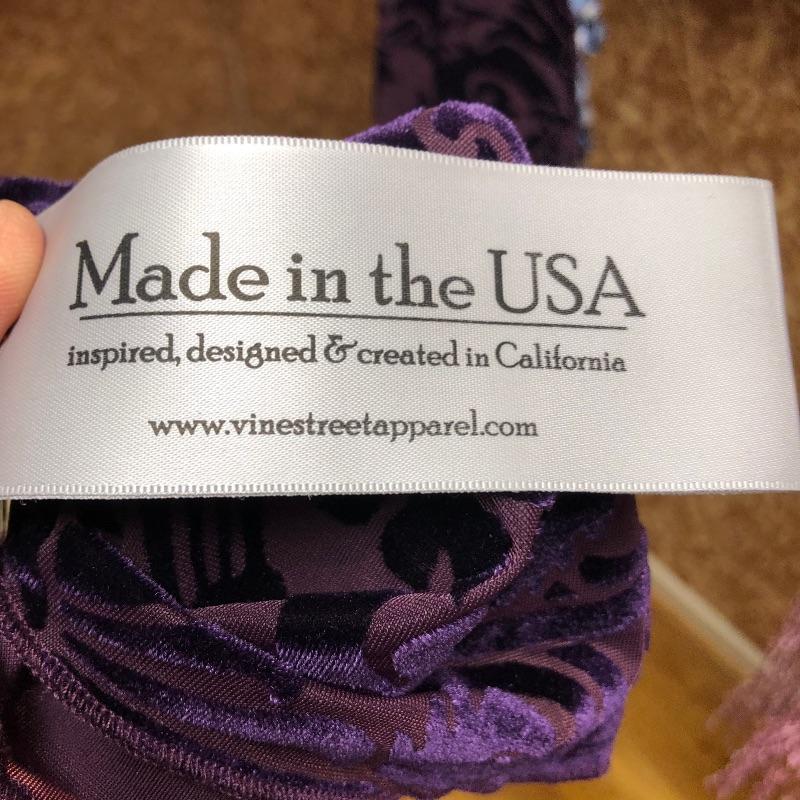 Made in the USA
inspired, designed & created in California
www.vinestreetapparel.com